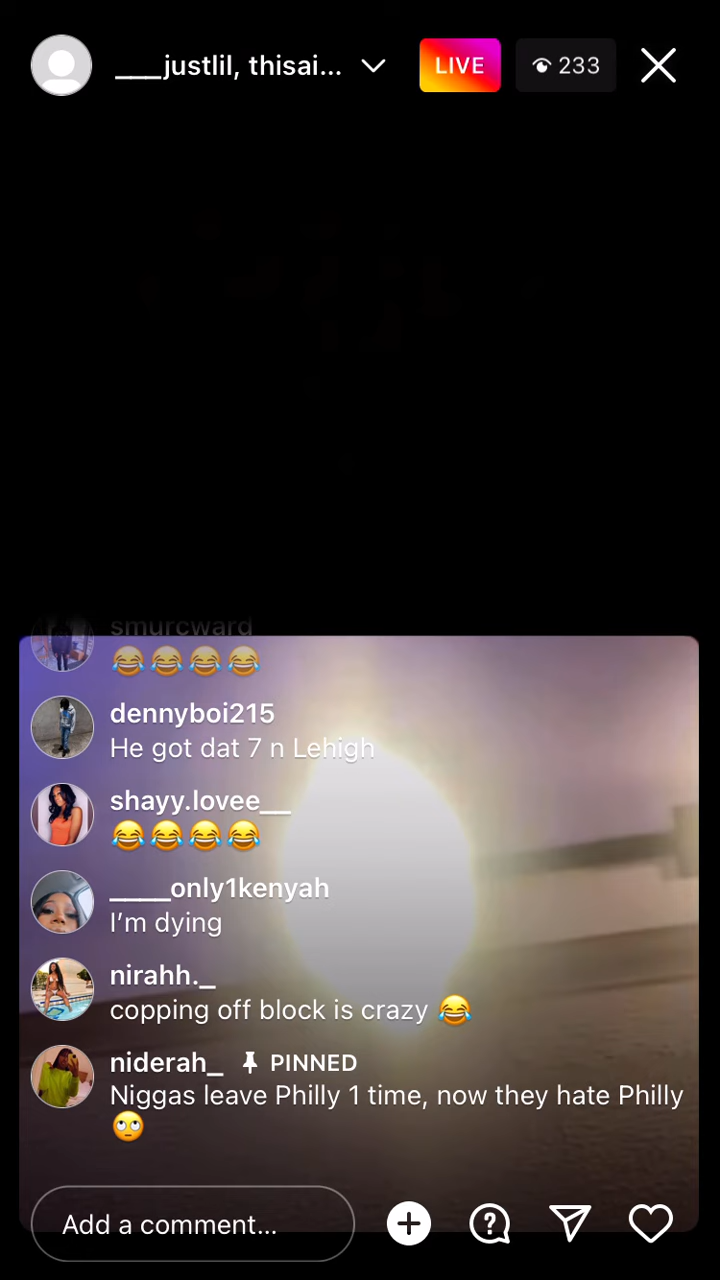 ___justlil, thisai...
LIVE
233
smurcward
😂😂😂😂
dennyboi215
He got dat 7 n Lehigh
shayy.lovee__
😂😂😂😂
____only1kenyah
I’m dying
nirahh._
copping off block is crazy 😂
niderah_ PINNED
Niggas leave Philly 1 time, now they hate Philly
🙄
Add a comment...